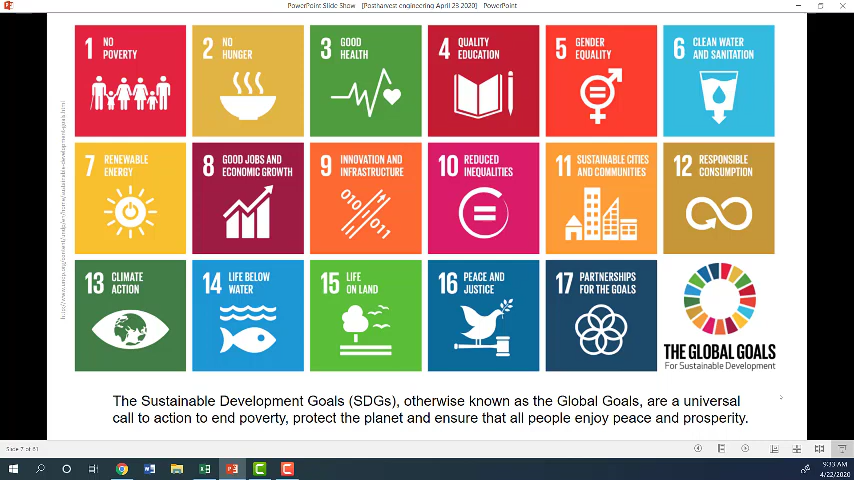 PowerPoint Slide Show - [Postharvest engineering April 23 2020] - PowerPoint
1 NO
POVERTY
2 NO
HUNGER
3 GOOD
HEALTH
4 QUALITY
EDUCATION
5 GENDER
EQUALITY
6 CLEAN WATER
AND SANITATION
7 RENEWABLE
ENERGY
8 GOOD JOBS AND
ECONOMIC GROWTH
9 INNOVATION AND
INFRASTRUCTURE
010
011
10 REDUCED
INEQUALITIES
11 SUSTAINABLE CITIES
AND COMMUNITIES
12 RESPONSIBLE
CONSUMPTION
13 CLIMATE
ACTION
14 LIFE BELOW
WATER
15 LIFE
ON LAND
16 PEACE AND
JUSTICE
17 PARTNERSHIPS
FOR THE GOALS
THE GLOBAL GOALS
For Sustainable Development
The Sustainable Development Goals (SDGs), otherwise known as the Global Goals, are a universal
call to action to end poverty, protect the planet and ensure that all people enjoy peace and prosperity.
Slide 7 of 61
9:33 AM
4/22/2020